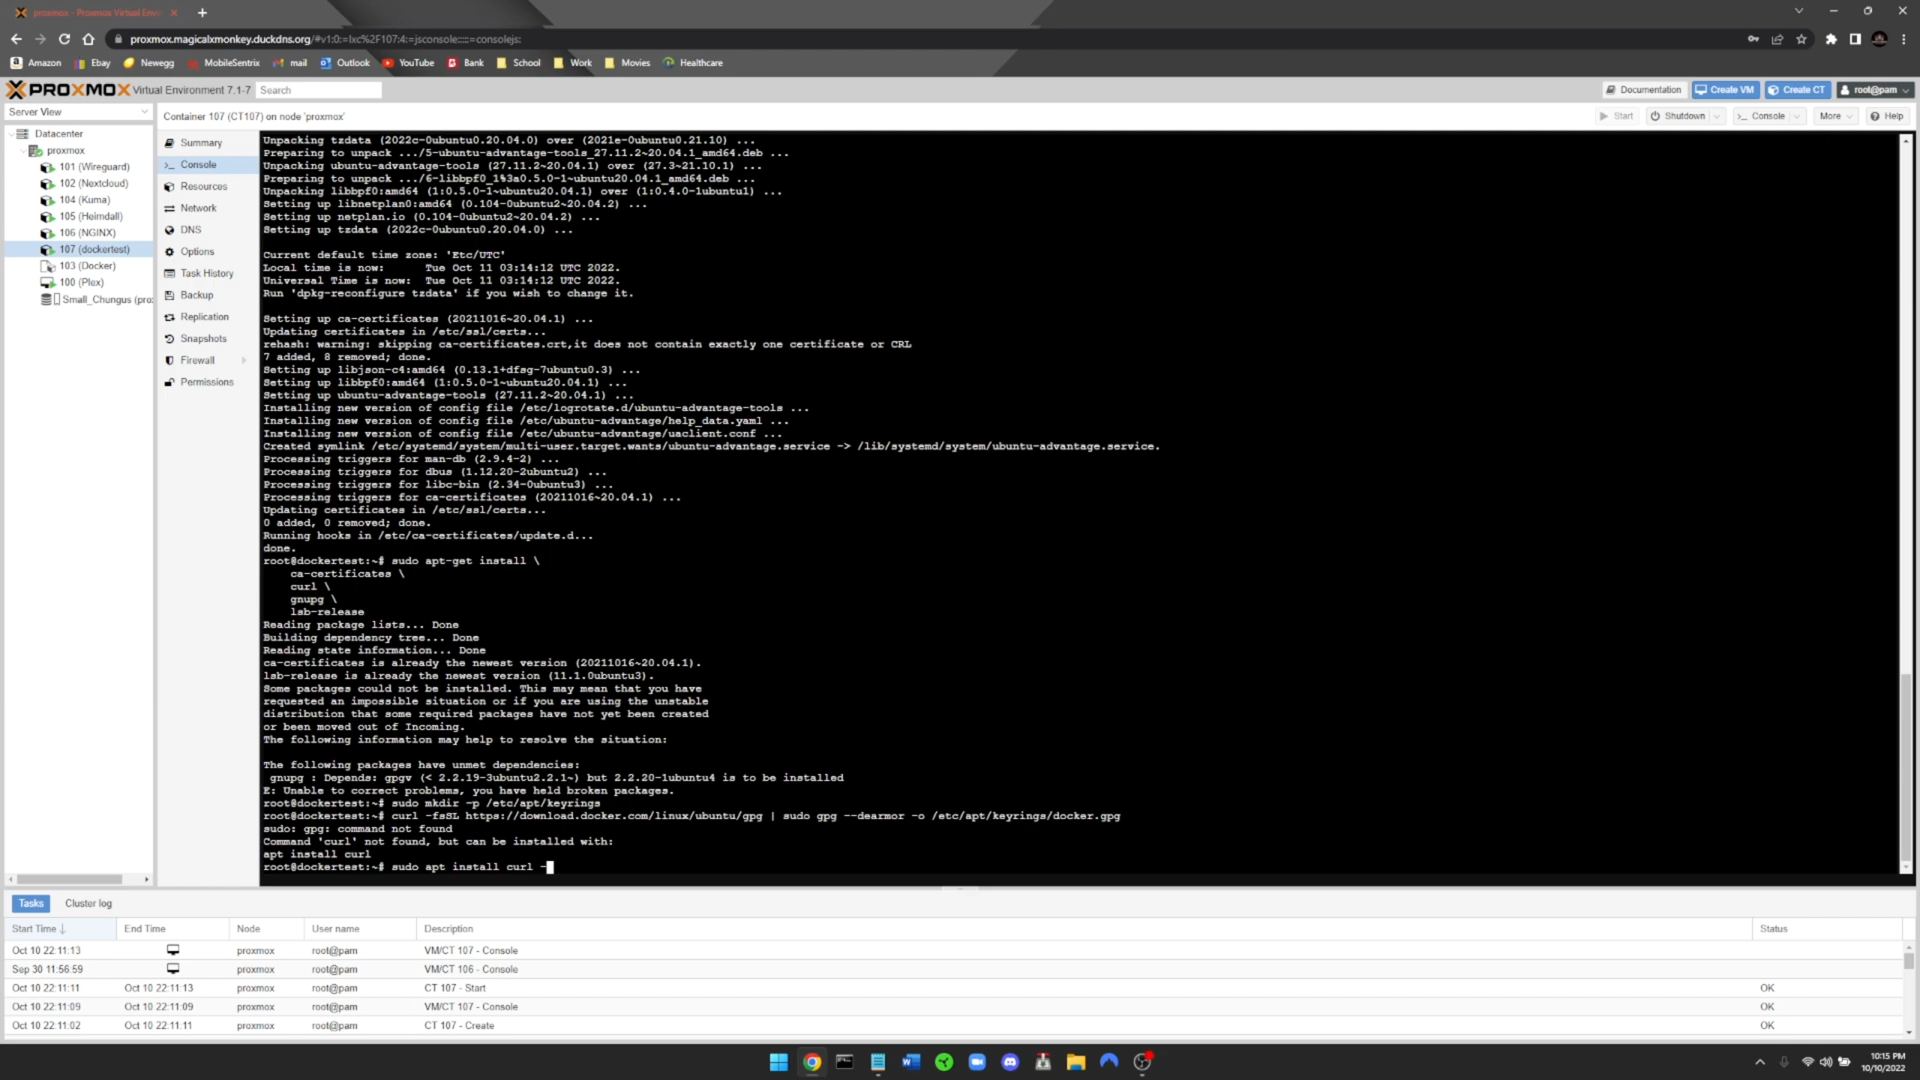 proxmox - Proxmox Virtual Envi
proxmox.magicalxmonkey.duckdns.org/#v1:0:=lxc%2F107:4:=jsconsole:::::=consolejs:
Amazon Ebay Newegg MobileSentrix mail Outlook YouTube Bank School Work Movies Healthcare
PROXMOX Virtual Environment 7.1-7 Search Documentation Create VM Create CT root@pam
Server View
Container 107 (CT107) on node 'proxmox' Start Shutdown Console More Help
Datacenter
proxmox
101 (Wireguard)
102 (Nextcloud)
104 (Kuma)
105 (Heimdall)
106 (NGINX)
107 (dockertest)
103 (Docker)
100 (Plex)
Small_Chungus (pro
Summary
Console
Resources
Network
DNS
Options
Task History
Backup
Replication
Snapshots
Firewall
Permissions
Unpacking tzdata (2022c-0ubuntu0.20.04.0) over (2021e-0ubuntu0.21.10) ...
Preparing to unpack .../5-ubuntu-advantage-tools_27.11.2~20.04.1_amd64.deb ...
Unpacking ubuntu-advantage-tools (27.11.2~20.04.1) over (27.3~21.10.1) ...
Preparing to unpack .../6-libbpf0_1%3a0.5.0-1~ubuntu20.04.1_amd64.deb ...
Unpacking libbpf0:amd64 (1:0.5.0-1~ubuntu20.04.1) over (1:0.4.0-1ubuntu1) ...
Setting up libnetplan0:amd64 (0.104-0ubuntu2~20.04.2) ...
Setting up netplan.io (0.104-0ubuntu2~20.04.2) ...
Setting up tzdata (2022c-0ubuntu0.20.04.0) ...
Current default time zone: 'Etc/UTC'
Local time is now: Tue Oct 11 03:14:12 UTC 2022.
Universal Time is now: Tue Oct 11 03:14:12 UTC 2022.
Run 'dpkg-reconfigure tzdata' if you wish to change it.
Setting up ca-certificates (20211016~20.04.1) ...
Updating certificates in /etc/ssl/certs...
rehash: warning: skipping ca-certificates.crt,it does not contain exactly one certificate or CRL
7 added, 8 removed; done.
Setting up libjson-c4:amd64 (0.13.1+dfsg-7ubuntu0.3) ...
Setting up libbpf0:amd64 (1:0.5.0-1~ubuntu20.04.1) ...
Setting up ubuntu-advantage-tools (27.11.2~20.04.1) ...
Installing new version of config file /etc/logrotate.d/ubuntu-advantage-tools ...
Installing new version of config file /etc/ubuntu-advantage/help_data.yaml ...
Installing new version of config file /etc/ubuntu-advantage/uaclient.conf ...
Created symlink /etc/systemd/system/multi-user.target.wants/ubuntu-advantage.service -> /lib/systemd/system/ubuntu-advantage.service.
Processing triggers for man-db (2.9.4-2) ...
Processing triggers for dbus (1.12.20-2ubuntu2) ...
Processing triggers for libc-bin (2.34-0ubuntu3) ...
Processing triggers for ca-certificates (20211016~20.04.1) ...
Updating certificates in /etc/ssl/certs...
0 added, 0 removed; done.
Running hooks in /etc/ca-certificates/update.d...
done.
root@dockertest:~# sudo apt-get install \
ca-certificates \
curl \
gnupg \
lsb-release
Reading package lists... Done
Building dependency tree... Done
Reading state information... Done
ca-certificates is already the newest version (20211016~20.04.1).
lsb-release is already the newest version (11.1.0ubuntu3).
Some packages could not be installed. This may mean that you have
requested an impossible situation or if you are using the unstable
distribution that some required packages have not yet been created
or been moved out of Incoming.
The following information may help to resolve the situation:
The following packages have unmet dependencies:
gnupg : Depends: gpgv (< 2.2.19-3ubuntu2.2.1~) but 2.2.20-1ubuntu4 is to be installed
E: Unable to correct problems, you have held broken packages.
root@dockertest:~# sudo mkdir -p /etc/apt/keyrings
root@dockertest:~# curl -fsSL https://download.docker.com/linux/ubuntu/gpg | sudo gpg --dearmor -o /etc/apt/keyrings/docker.gpg
sudo: gpg: command not found
Command 'curl' not found, but can be installed with:
apt install curl
root@dockertest:~# sudo apt install curl -
Tasks Cluster log
Start Time End Time Node User name Description Status
Oct 10 22:11:13 proxmox root@pam VM/CT 107 - Console
Sep 30 11:56:59 proxmox root@pam VM/CT 106 - Console
Oct 10 22:11:11 Oct 10 22:11:13 proxmox root@pam CT 107 - Start OK
Oct 10 22:11:09 Oct 10 22:11:09 proxmox root@pam VM/CT 107 - Console OK
Oct 10 22:11:02 Oct 10 22:11:11 proxmox root@pam CT 107 - Create OK
10:15 PM
10/10/2022